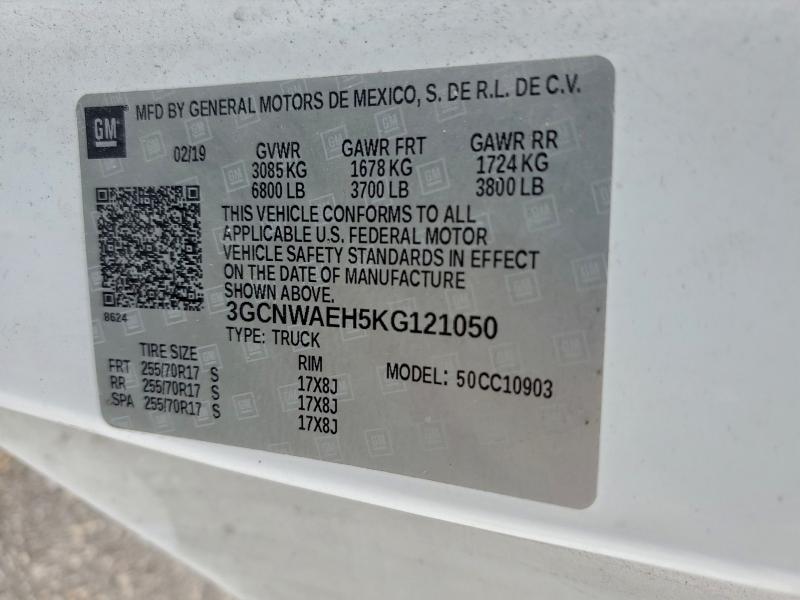 GM MFD BY GENERAL MOTORS DE MEXICO, S. DE R.L. DE C.V.
02/19 GVWR GAWR FRT GAWR RR
3085 KG 1678 KG 1724 KG
6800 LB 3700 LB 3800 LB
THIS VEHICLE CONFORMS TO ALL
APPLICABLE U.S. FEDERAL MOTOR
VEHICLE SAFETY STANDARDS IN EFFECT
ON THE DATE OF MANUFACTURE
SHOWN ABOVE.
8624
3GCNWAEH5KG121050
TYPE: TRUCK
MODEL: 50CC10903
TIRE SIZE RIM
FRT 255/70R17 S 17X8J
RR 255/70R17 S 17X8J
SPA 255/70R17 S 17X8J